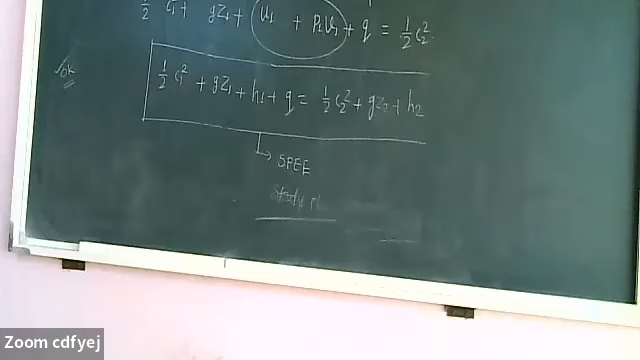 ½ C₁² + gZ₁ + U₁ + P₁V₁ + q = ½ C₂²
½ C₁² + gZ₁ + h₁ + q = ½ C₂² + gZ₂ + h₂
SFEE
Zoom cdfyej